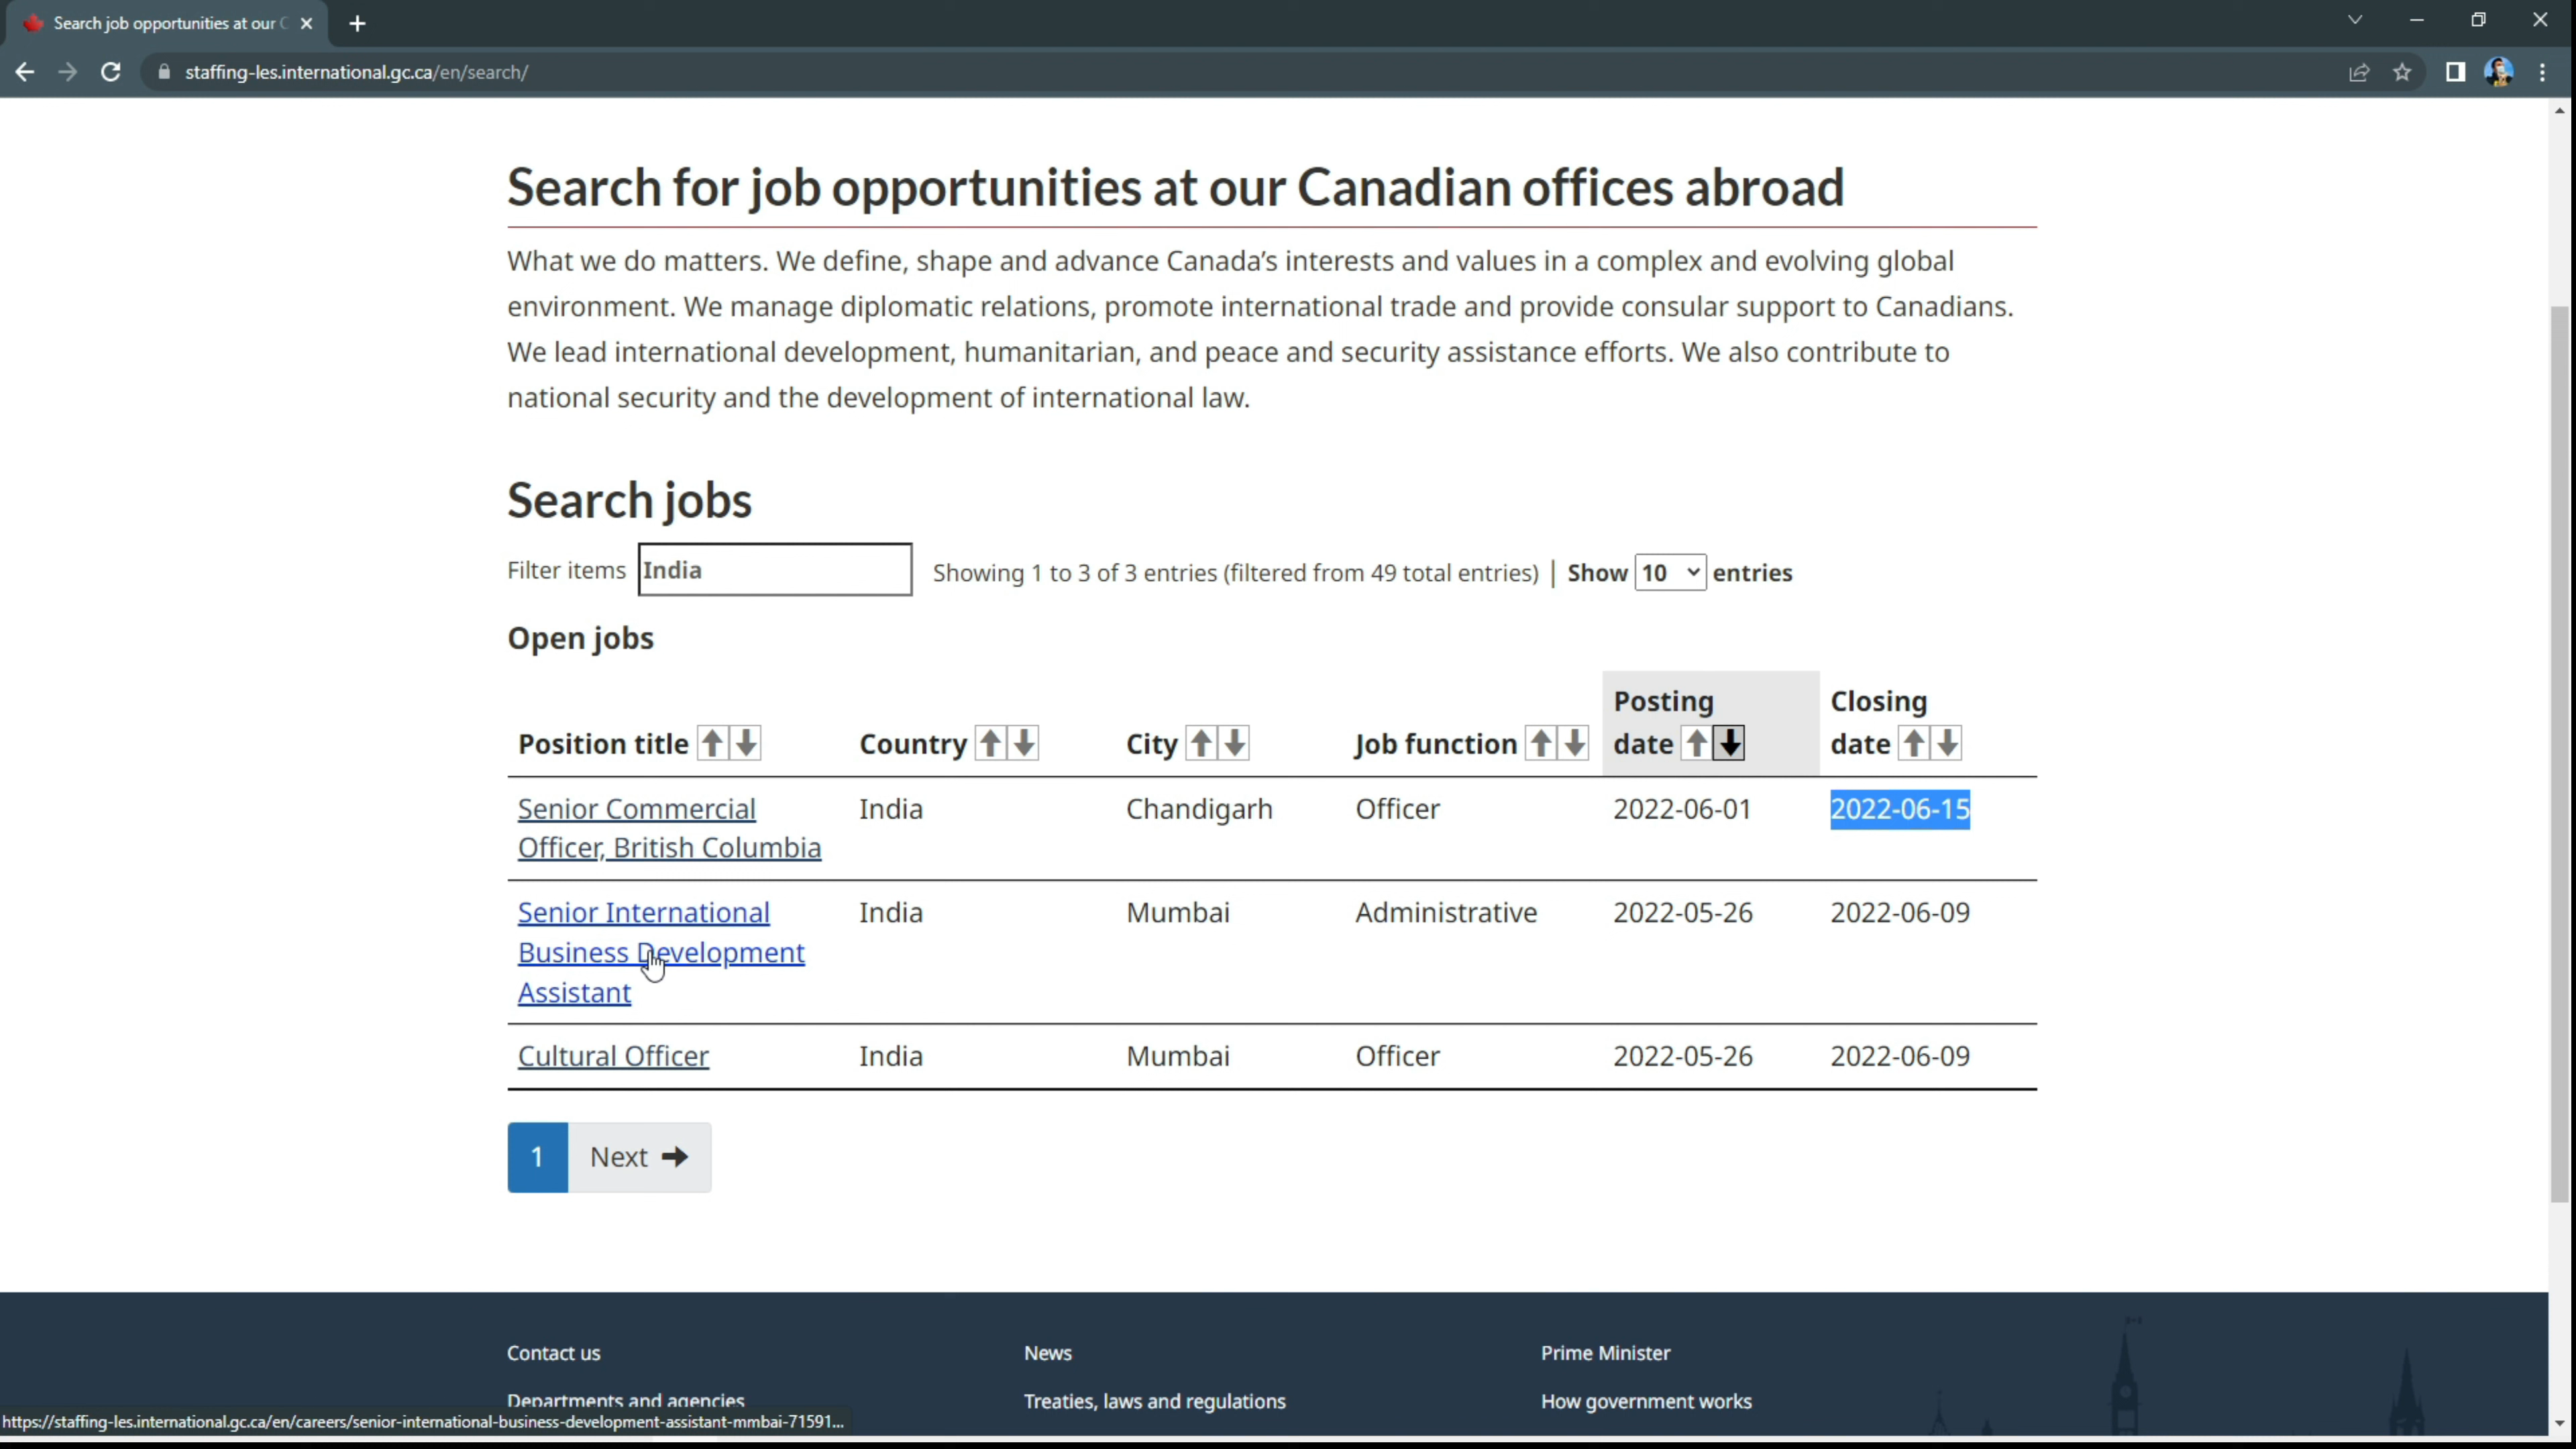 Search job opportunities at our C
staffing-les.international.gc.ca/en/search/
Search for job opportunities at our Canadian offices abroad
What we do matters. We define, shape and advance Canada's interests and values in a complex and evolving global
environment. We manage diplomatic relations, promote international trade and provide consular support to Canadians.
We lead international development, humanitarian, and peace and security assistance efforts. We also contribute to
national security and the development of international law.
Search jobs
Filter items India Showing 1 to 3 of 3 entries (filtered from 49 total entries) | Show 10 entries
Open jobs
Position title Country City Job function Posting date Closing date
Senior Commercial India Chandigarh Officer 2022-06-01 2022-06-15
Officer, British Columbia
Senior International India Mumbai Administrative 2022-05-26 2022-06-09
Business Development
Assistant
Cultural Officer India Mumbai Officer 2022-05-26 2022-06-09
1 Next
Contact us News Prime Minister
Departments and agencies Treaties, laws and regulations How government works
https://staffing-les.international.gc.ca/en/careers/senior-international-business-development-assistant-mmbai-71591...